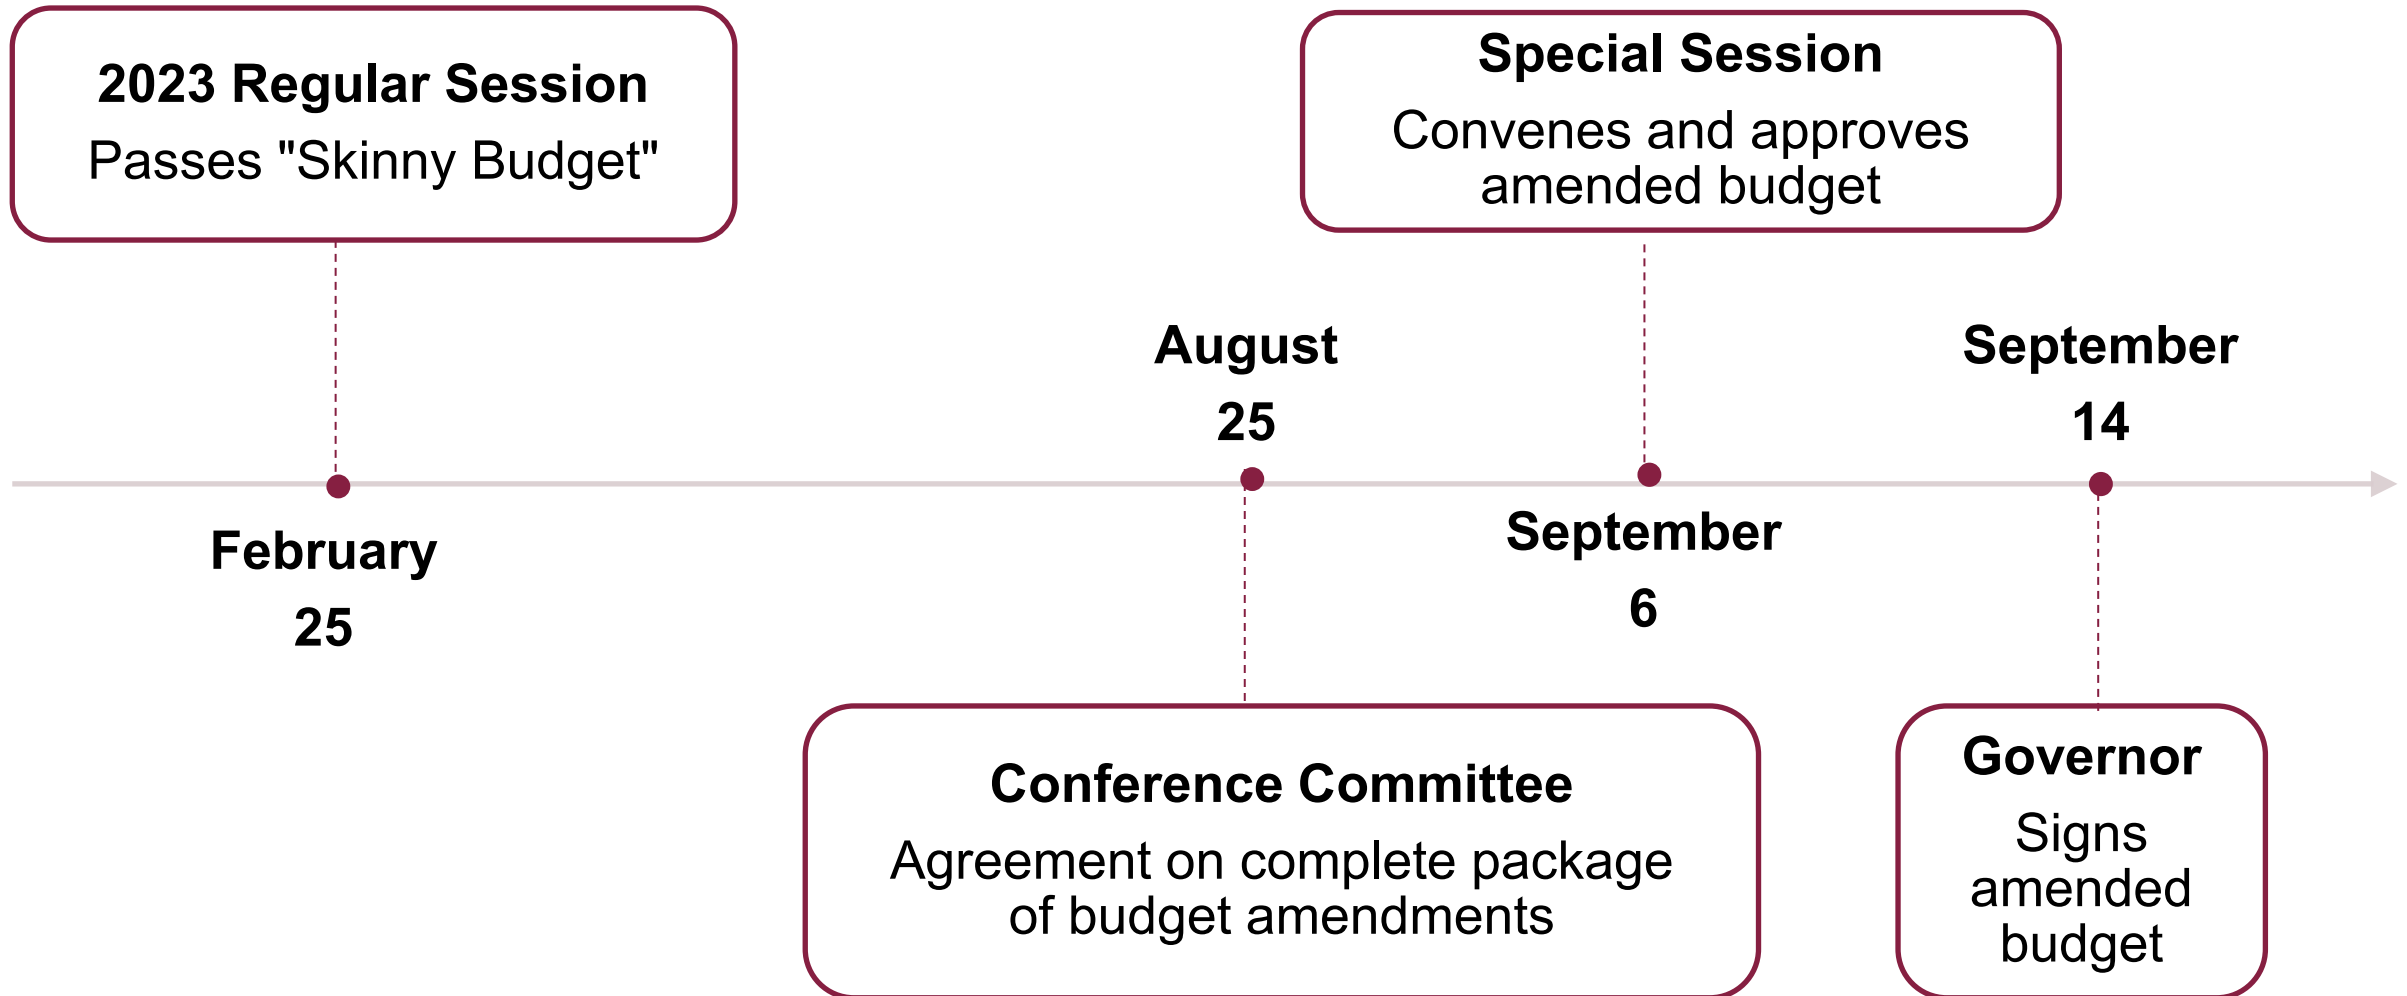 2023 Regular Session
Passes "Skinny Budget"
Special Session
Convenes and approves
amended budget
February
25
August
25
September
6
September
14
Conference Committee
Agreement on complete package
of budget amendments
Governor
Signs
amended
budget